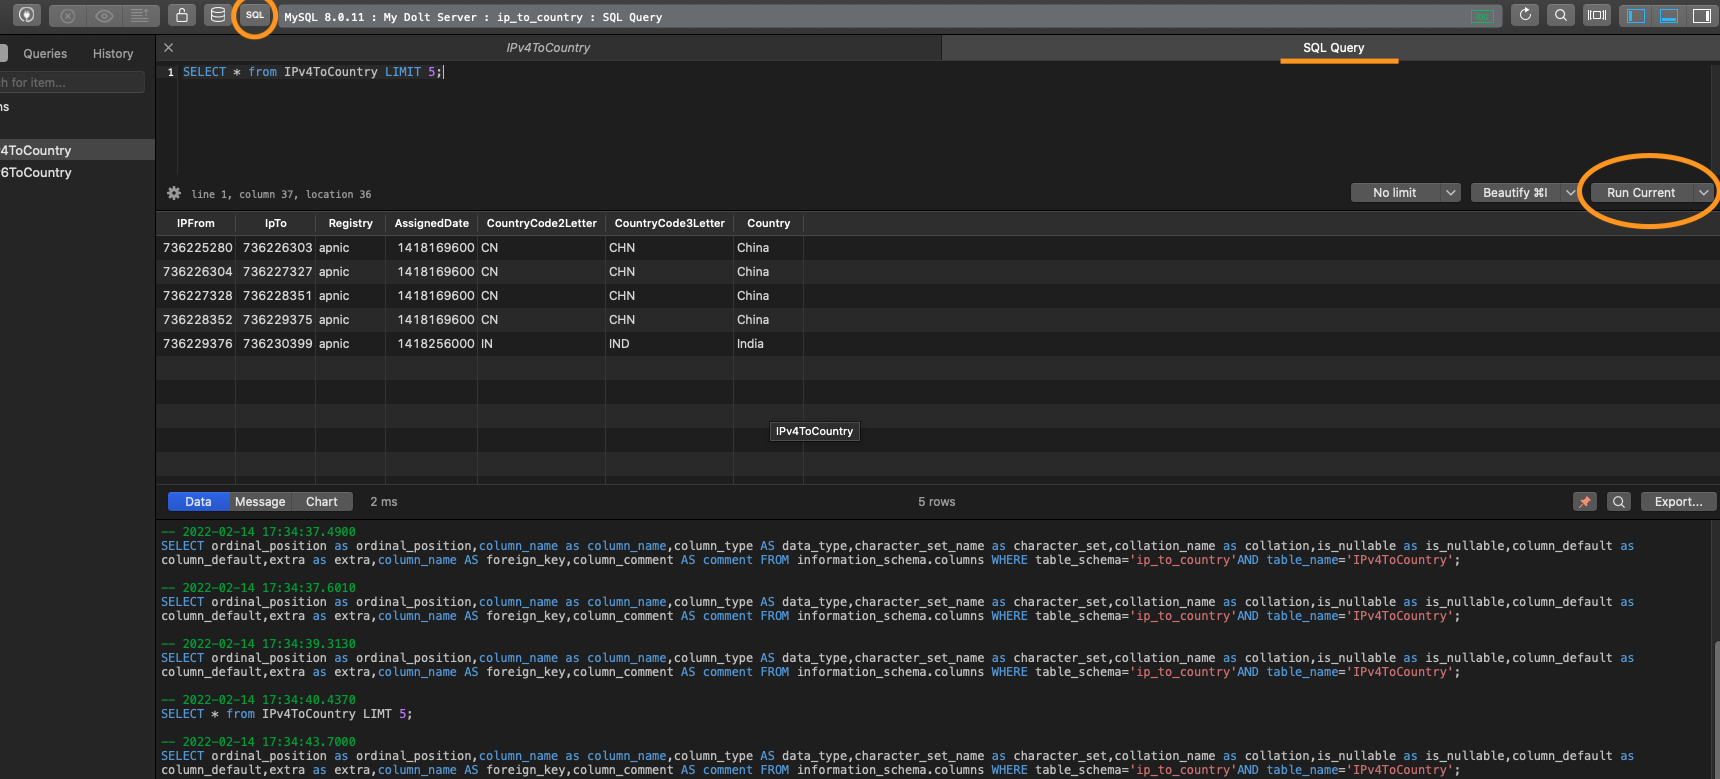 SQL MySQL 8.0.11 : My Dolt Server : ip_to_country : SQL Query
Queries History IPv4ToCountry SQL Query
h for item...
1 SELECT * from IPv4ToCountry LIMIT 5;
ns
4ToCountry
6ToCountry
line 1, column 37, location 36 No limit Beautify ⌘I Run Current
IPFrom IpTo Registry AssignedDate CountryCode2Letter CountryCode3Letter Country
736225280 736226303 apnic 1418169600 CN CHN China
736226304 736227327 apnic 1418169600 CN CHN China
736227328 736228351 apnic 1418169600 CN CHN China
736228352 736229375 apnic 1418169600 CN CHN China
736229376 736230399 apnic 1418256000 IN IND India
IPv4ToCountry
Data Message Chart 2 ms 5 rows Export...
-- 2022-02-14 17:34:37.4900
SELECT ordinal_position as ordinal_position,column_name as column_name,column_type AS data_type,character_set_name as character_set,collation_name as collation,is_nullable as is_nullable,column_default as
column_default,extra as extra,column_name AS foreign_key,column_comment AS comment FROM information_schema.columns WHERE table_schema='ip_to_country'AND table_name='IPv4ToCountry';
-- 2022-02-14 17:34:37.6010
SELECT ordinal_position as ordinal_position,column_name as column_name,column_type AS data_type,character_set_name as character_set,collation_name as collation,is_nullable as is_nullable,column_default as
column_default,extra as extra,column_name AS foreign_key,column_comment AS comment FROM information_schema.columns WHERE table_schema='ip_to_country'AND table_name='IPv4ToCountry';
-- 2022-02-14 17:34:39.3130
SELECT ordinal_position as ordinal_position,column_name as column_name,column_type AS data_type,character_set_name as character_set,collation_name as collation,is_nullable as is_nullable,column_default as
column_default,extra as extra,column_name AS foreign_key,column_comment AS comment FROM information_schema.columns WHERE table_schema='ip_to_country'AND table_name='IPv4ToCountry';
-- 2022-02-14 17:34:40.4370
SELECT * from IPv4ToCountry LIMT 5;
-- 2022-02-14 17:34:43.7000
SELECT ordinal_position as ordinal_position,column_name as column_name,column_type AS data_type,character_set_name as character_set,collation_name as collation,is_nullable as is_nullable,column_default as
column_default,extra as extra,column_name AS foreign_key,column_comment AS comment FROM information_schema.columns WHERE table_schema='ip_to_country'AND table_name='IPv4ToCountry';